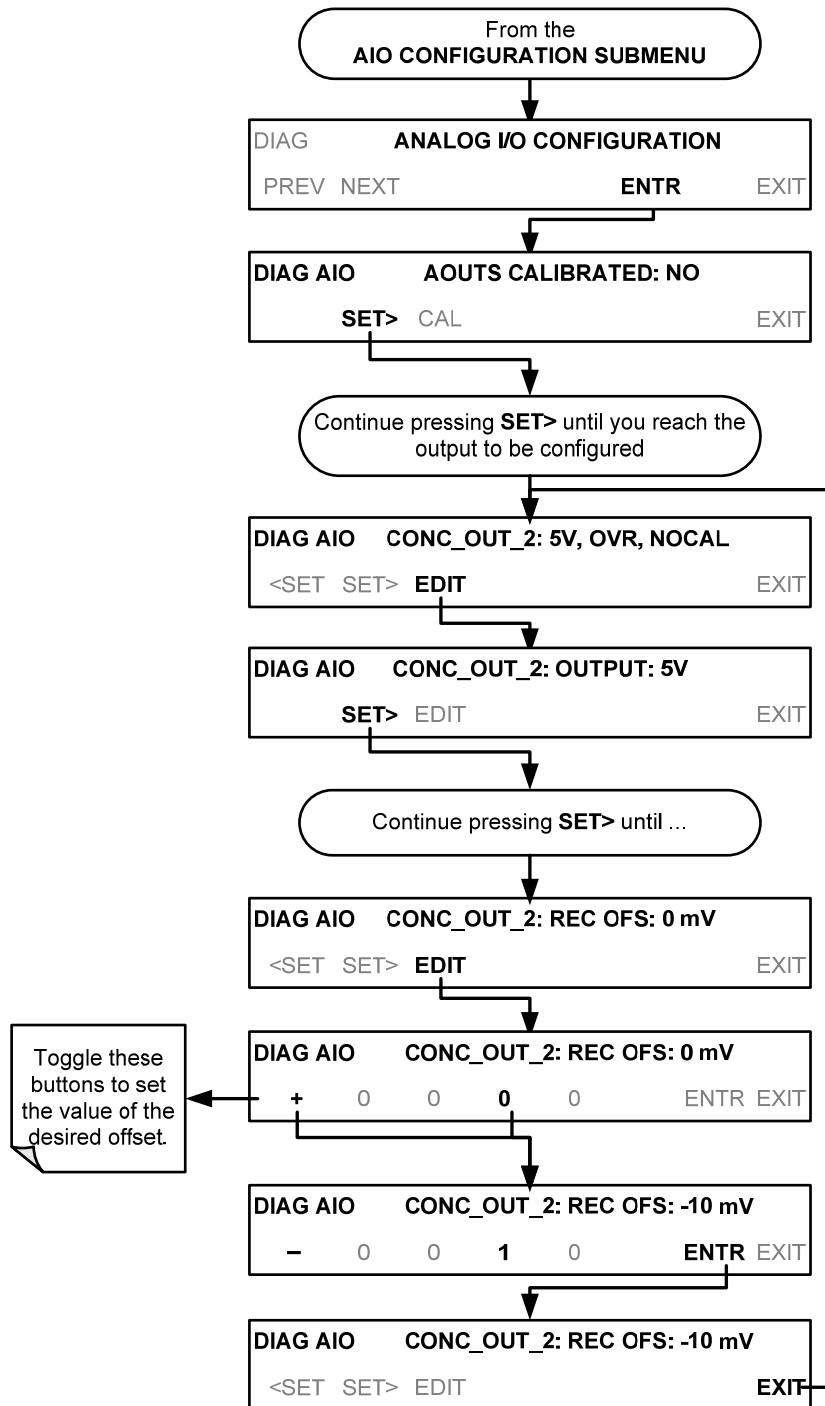 From the
AIO CONFIGURATION SUBMENU
DIAG ANALOG I/O CONFIGURATION
PREV NEXT ENTR EXIT
DIAG AIO AOUTS CALIBRATED: NO
SET> CAL EXIT
Continue pressing SET> until you reach the
output to be configured
DIAG AIO CONC_OUT_2: 5V, OVR, NOCAL
<SET SET> EDIT EXIT
DIAG AIO CONC_OUT_2: OUTPUT: 5V
SET> EDIT EXIT
Continue pressing SET> until ...
DIAG AIO CONC_OUT_2: REC OFS: 0 mV
<SET SET> EDIT EXIT
Toggle these
buttons to set
the value of the
desired offset.
DIAG AIO CONC_OUT_2: REC OFS: 0 mV
+ 0 0 0 0 ENTR EXIT
DIAG AIO CONC_OUT_2: REC OFS: -10 mV
– 0 0 1 0 ENTR EXIT
DIAG AIO CONC_OUT_2: REC OFS: -10 mV
<SET SET> EDIT EXIT